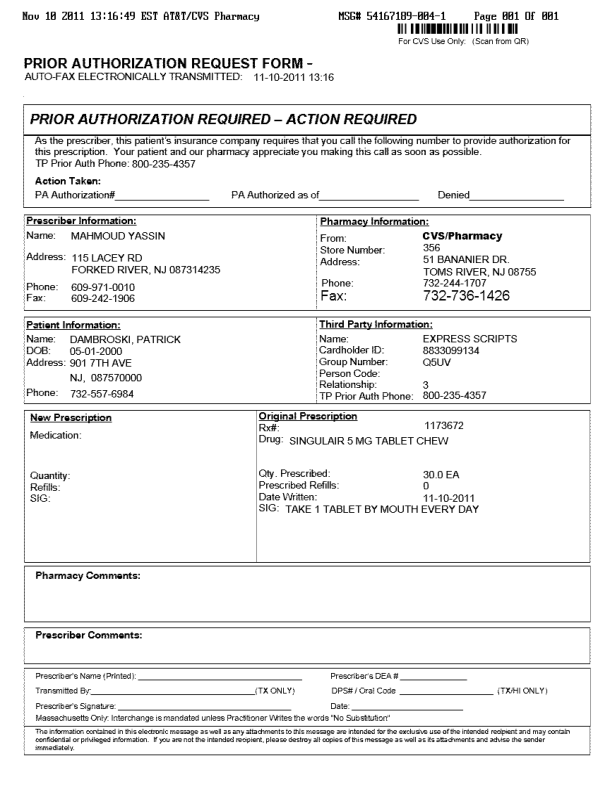 Nov 10 2011 13:16:49 EST AT&T/CVS Pharmacy MSG# 54167189-004-1 Page 001 Of 001
For CVS Use Only: (Scan from QR)
PRIOR AUTHORIZATION REQUEST FORM -
AUTO-FAX ELECTRONICALLY TRANSMITTED: 11-10-2011 13:16
PRIOR AUTHORIZATION REQUIRED – ACTION REQUIRED
As the prescriber, this patient's insurance company requires that you call the following number to provide authorization for
this prescription. Your patient and our pharmacy appreciate you making this call as soon as possible.
TP Prior Auth Phone: 800-235-4357
Action Taken:
PA Authorization#____________ PA Authorized as of____________ Denied____________
Prescriber Information:
Name: MAHMOUD YASSIN
Address: 115 LACEY RD
FORKED RIVER, NJ 087314235
Phone: 609-971-0010
Fax: 609-242-1906
Pharmacy Information:
From: CVS/Pharmacy
Store Number: 356
Address: 51 BANANIER DR.
TOMS RIVER, NJ 08755
Phone: 732-244-1707
Fax: 732-736-1426
Patient Information:
Name: DAMBROSKI, PATRICK
DOB: 05-01-2000
Address: 901 7TH AVE
NJ, 087570000
Phone: 732-557-6984
Third Party Information:
Name: EXPRESS SCRIPTS
Cardholder ID: 8833099134
Group Number: Q5UV
Person Code:
Relationship: 3
TP Prior Auth Phone: 800-235-4357
New Prescription
Medication:
Quantity:
Refills:
SIG:
Original Prescription
Rx#: 1173672
Drug: SINGULAIR 5 MG TABLET CHEW
Qty. Prescribed: 30.0 EA
Prescribed Refills: 0
Date Written: 11-10-2011
SIG: TAKE 1 TABLET BY MOUTH EVERY DAY
Pharmacy Comments:
Prescriber Comments:
Prescriber's Name (Printed): ____________ Prescriber's DEA # ____________
Transmitted By:____________(TX ONLY) DPS# / Oral Code ____________ (TX/HI ONLY)
Prescriber's Signature: ____________ Date: ____________
Massachusetts Only: Interchange is mandated unless Practitioner Writes the words "No Substitution"
The information contained in this electronic message as well as any attachments to this message are intended for the exclusive use of the intended recipient and may contain
confidential or privileged information. If you are not the intended recipient, please destroy all copies of this message as well as its attachments and advise the sender
immediately.